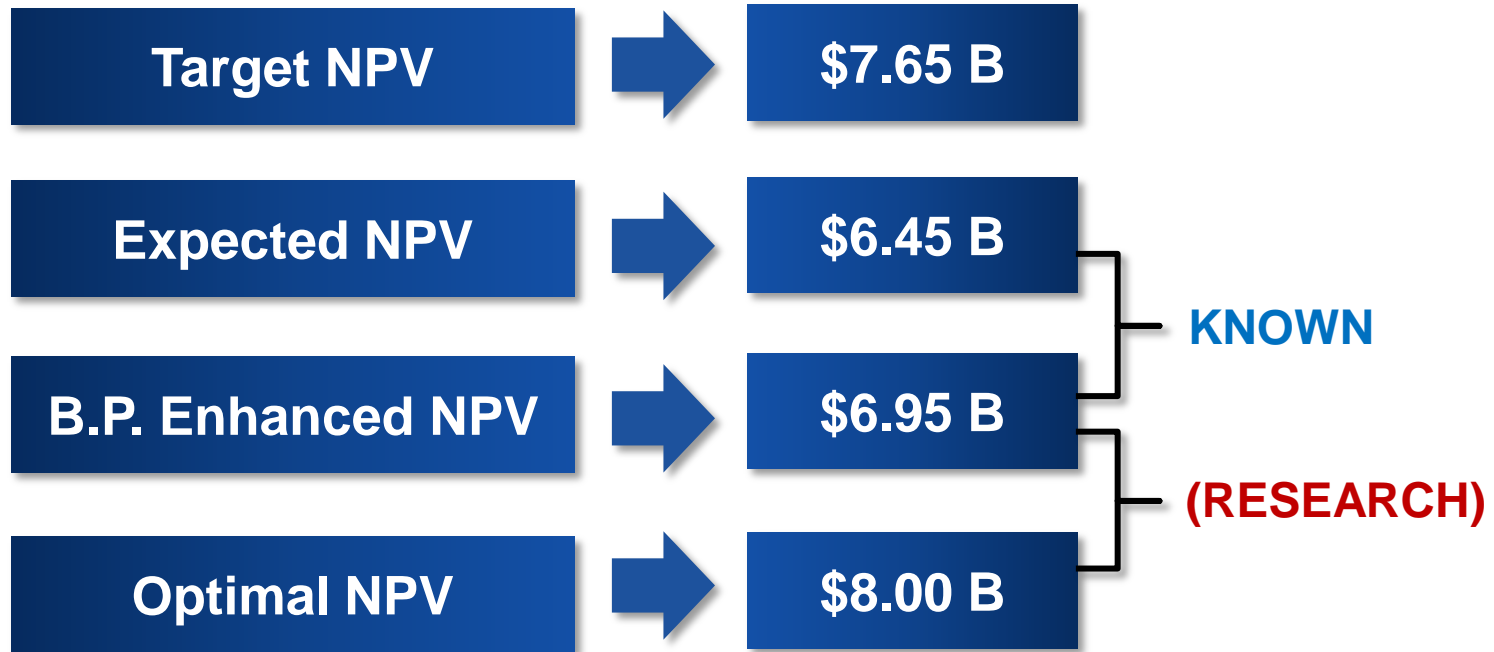 Target NPV
$7.65 B
Expected NPV
$6.45 B
KNOWN
B.P. Enhanced NPV
$6.95 B
(RESEARCH)
Optimal NPV
$8.00 B